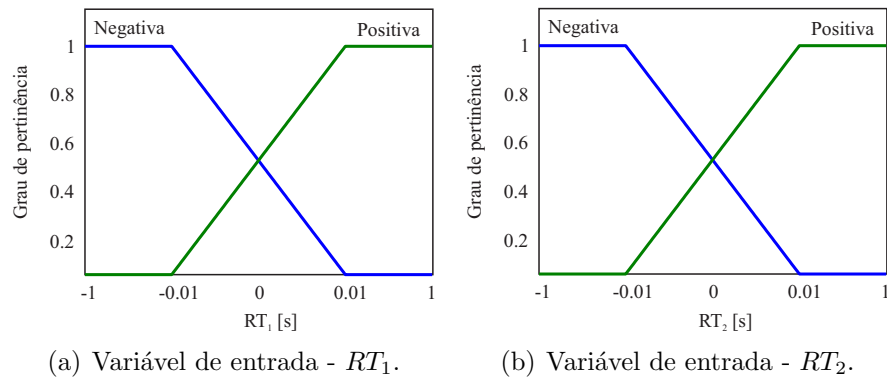 Negativa
Positiva
Grau de pertinência
1
0.8
0.6
0.4
0.2
-1
-0.01
0
0.01
1
RT₁ [s]
(a) Variável de entrada - RT₁.
Negativa
Positiva
Grau de pertinência
1
0.8
0.6
0.4
0.2
-1
-0.01
0
0.01
1
RT₂ [s]
(b) Variável de entrada - RT₂.